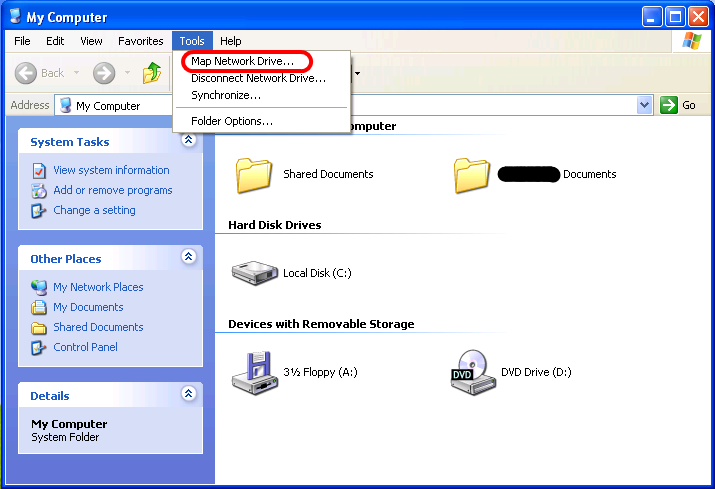 My Computer
File Edit View Favorites Tools Help
Map Network Drive...
Disconnect Network Drive...
Synchronize...
Folder Options...
Back
Address My Computer Go
System Tasks
View system information
Add or remove programs
Change a setting
Other Places
My Network Places
My Documents
Shared Documents
Control Panel
Details
My Computer
System Folder
omputer
Shared Documents
Documents
Hard Disk Drives
Local Disk (C:)
Devices with Removable Storage
3½ Floppy (A:)
DVD
DVD Drive (D:)